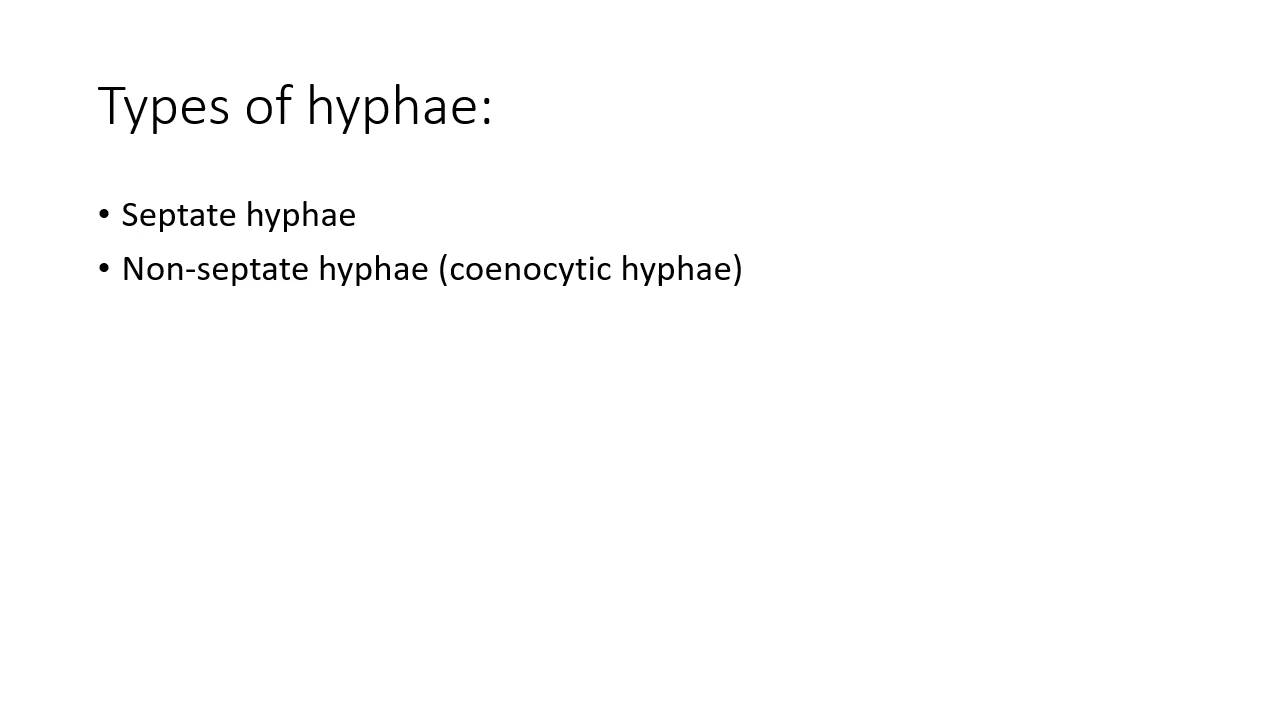 Types of hyphae:
• Septate hyphae
• Non-septate hyphae (coenocytic hyphae)